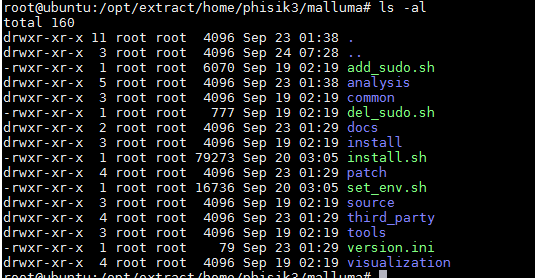 root@ubuntu:/opt/extract/home/phisik3/malluma# ls -al
total 160
drwxr-xr-x 11 root root  4096 Sep 23 01:38 .
drwxr-xr-x  3 root root  4096 Sep 24 07:28 ..
-rwxr-xr-x  1 root root  6070 Sep 19 02:19 add_sudo.sh
drwxr-xr-x  5 root root  4096 Sep 23 01:38 analysis
drwxr-xr-x  3 root root  4096 Sep 19 02:19 common
-rwxr-xr-x  1 root root   777 Sep 19 02:19 del_sudo.sh
drwxr-xr-x  2 root root  4096 Sep 23 01:29 docs
drwxr-xr-x  3 root root  4096 Sep 19 02:19 install
-rwxr-xr-x  1 root root 79273 Sep 20 03:05 install.sh
drwxr-xr-x  4 root root  4096 Sep 23 01:29 patch
-rwxr-xr-x  1 root root 16736 Sep 20 03:05 set_env.sh
drwxr-xr-x  3 root root  4096 Sep 19 02:19 source
drwxr-xr-x  4 root root  4096 Sep 23 01:29 third_party
drwxr-xr-x  3 root root  4096 Sep 19 02:19 tools
-rwxr-xr-x  1 root root    79 Sep 23 01:29 version.ini
drwxr-xr-x  4 root root  4096 Sep 19 02:19 visualization
root@ubuntu:/opt/extract/home/phisik3/malluma#